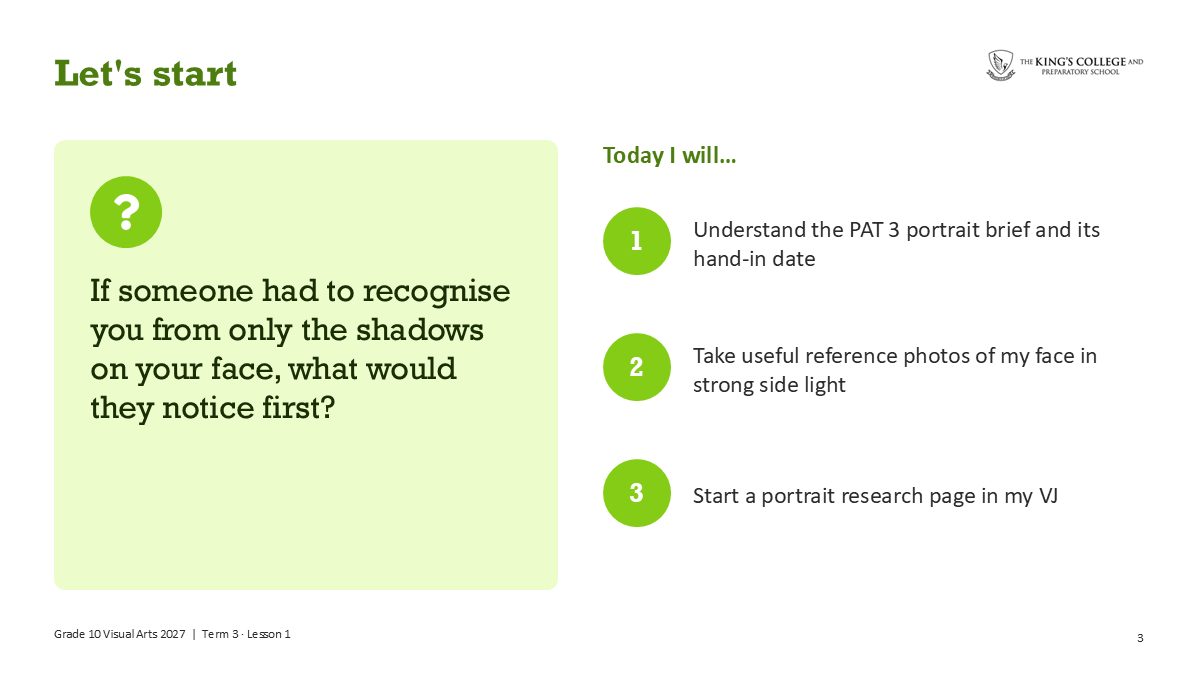 Let's start
THE KING'S COLLEGE AND
PREPARATORY SCHOOL
?
If someone had to recognise
you from only the shadows
on your face, what would
they notice first?
Today I will...
1
Understand the PAT 3 portrait brief and its
hand-in date
2
Take useful reference photos of my face in
strong side light
3
Start a portrait research page in my VJ
Grade 10 Visual Arts 2027 | Term 3 · Lesson 1
3